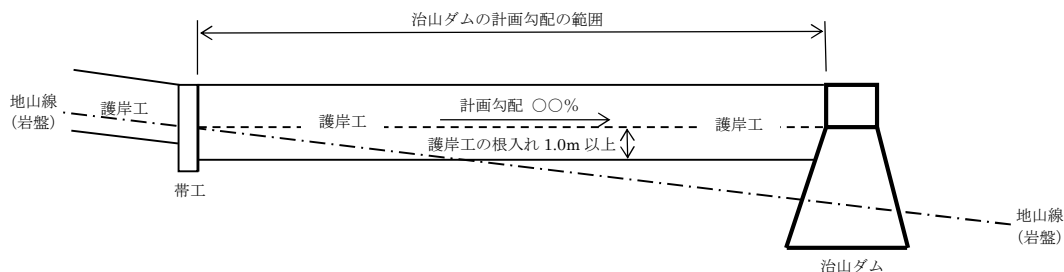 治山ダムの計画勾配の範囲
地山線
（岩盤）
護岸工
計画勾配 〇〇%
護岸工
護岸工
護岸工の根入れ 1.0m 以上
帯工
地山線
（岩盤）
治山ダム